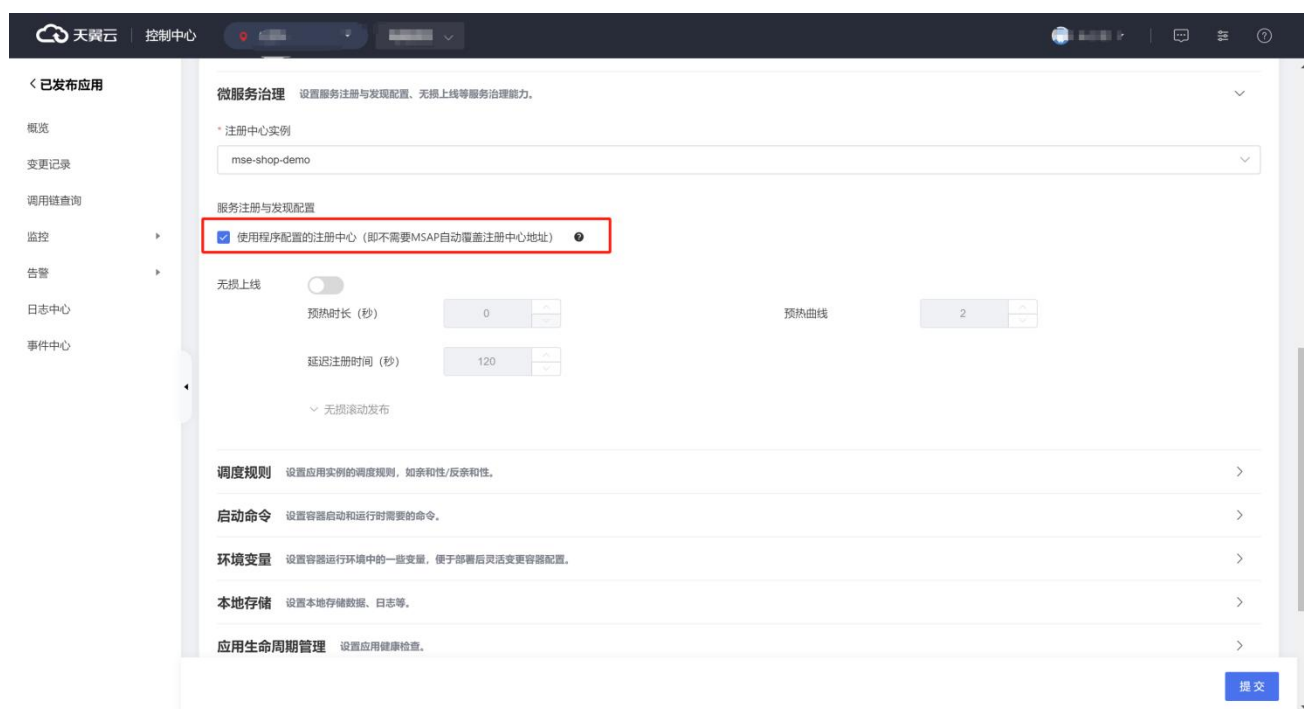 天翼云 控制中心
已发布应用
概览
变更记录
调用链查询
监控
告警
日志中心
事件中心
微服务治理 设置服务注册与发现配置、无损上线等服务治理能力。
* 注册中心实例
mse-shop-demo
服务注册与发现配置
使用程序配置的注册中心（即不需要MSAP自动覆盖注册中心地址）
无损上线
预热时长（秒） 0 预热曲线 2
延迟注册时间（秒） 120
无损滚动发布
调度规则 设置应用实例的调度规则，如亲和性/反亲和性。
启动命令 设置容器启动和运行时需要的命令。
环境变量 设置容器运行环境中的一些变量，便于部署后灵活变更容器配置。
本地存储 设置本地存储数据、日志等。
应用生命周期管理 设置应用健康检查。
提交